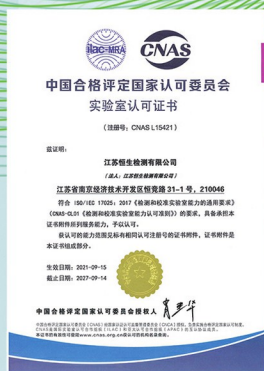 ilac-MRA
CNAS
中国合格评定国家认可委员会
实验室认可证书
（注册号：CNAS L15421）
兹证明：
江苏恒生检测有限公司
（法人：江苏恒生检测有限公司）
江苏省南京经济技术开发区恒竞路 31-1 号，210046
符合 ISO/IEC 17025：2017《检测和校准实验室能力的通用要求》
（CNAS-CL01《检测和校准实验室能力认可准则》）的要求，具备承担本
证书附件所列服务能力，予以认可。
获认可的能力范围见标有相同认可注册号的证书附件，证书附件是
本证书组成部分。
生效日期：2021-09-15
截止日期：2027-09-14
中国合格评定国家认可委员会授权人